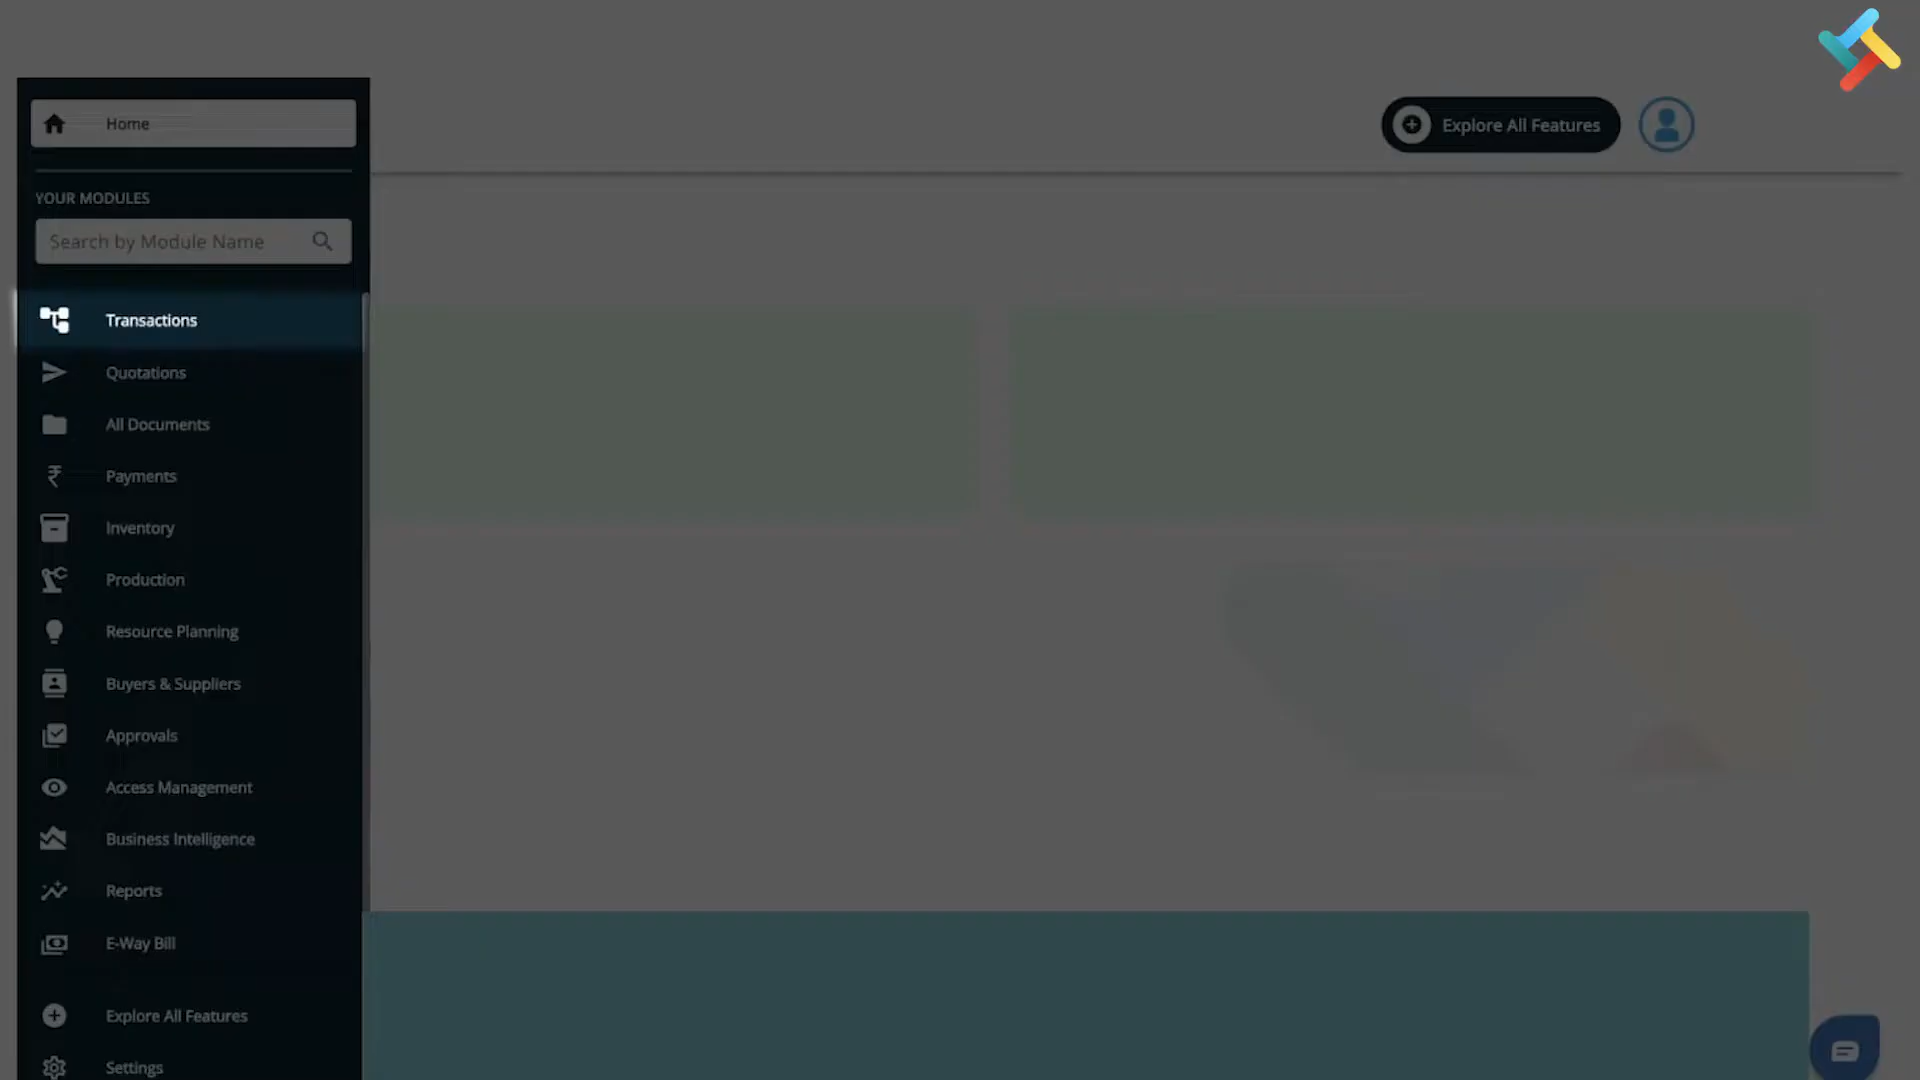 Home
Explore All Features
YOUR MODULES
Search by Module Name
Transactions
Quotations
All Documents
Payments
Inventory
Production
Resource Planning
Buyers & Suppliers
Approvals
Access Management
Business Intelligence
Reports
E-Way Bill
Explore All Features
Settings